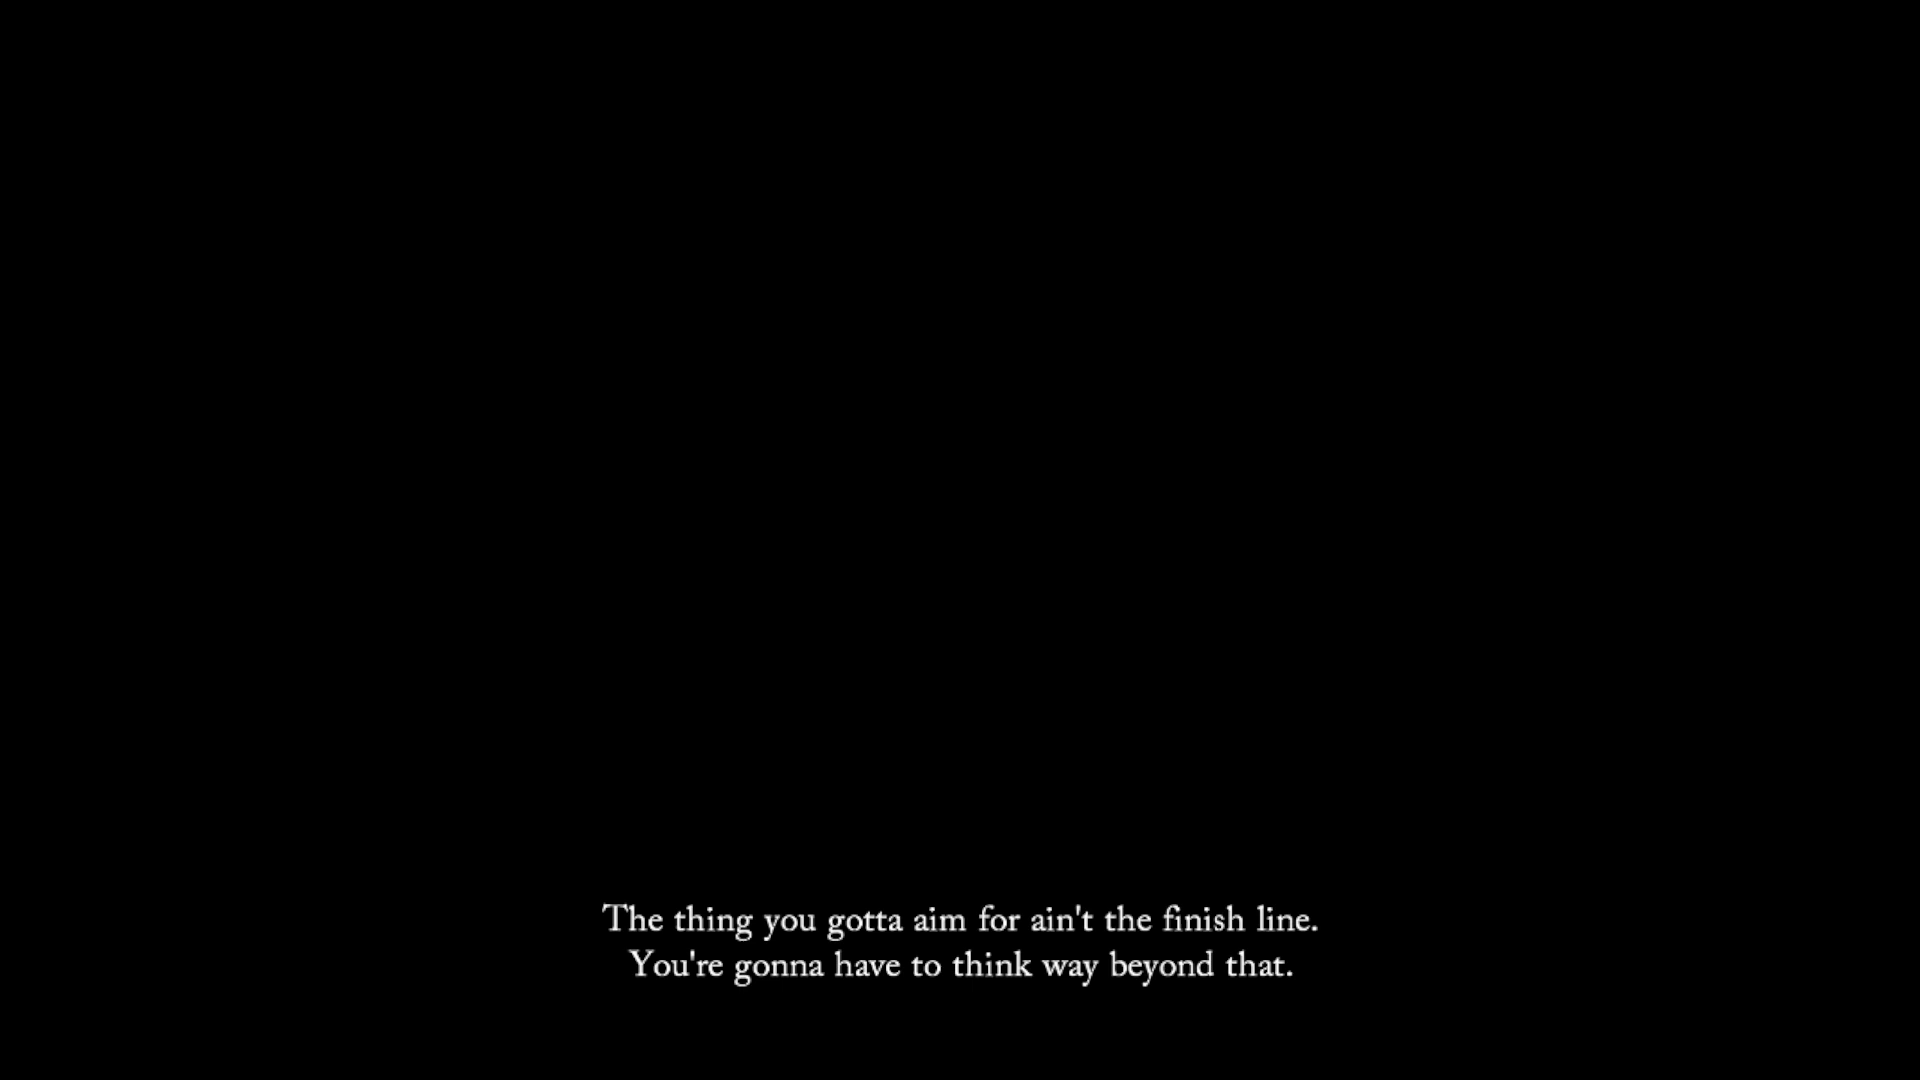 The thing you gotta aim for ain't the finish line.
You're gonna have to think way beyond that.